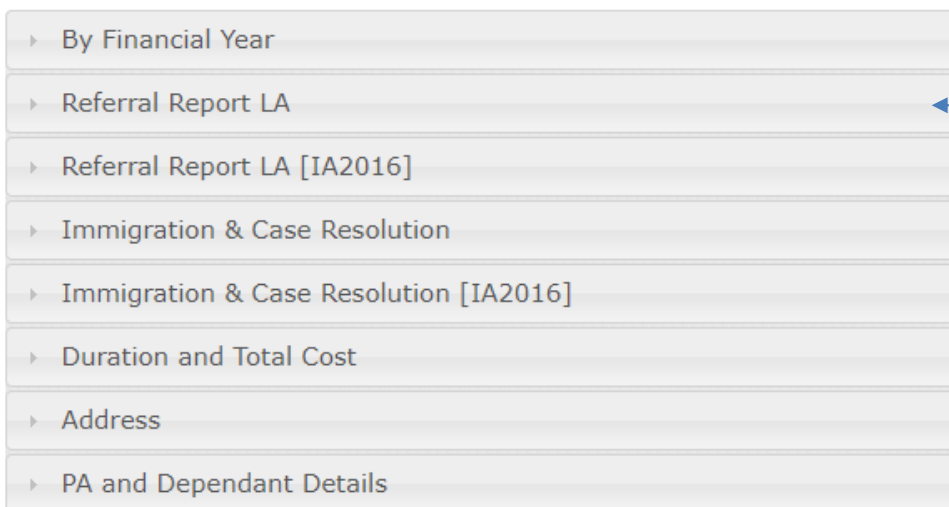 By Financial Year
Referral Report LA
Referral Report LA [IA2016]
Immigration & Case Resolution
Immigration & Case Resolution [IA2016]
Duration and Total Cost
Address
PA and Dependant Details